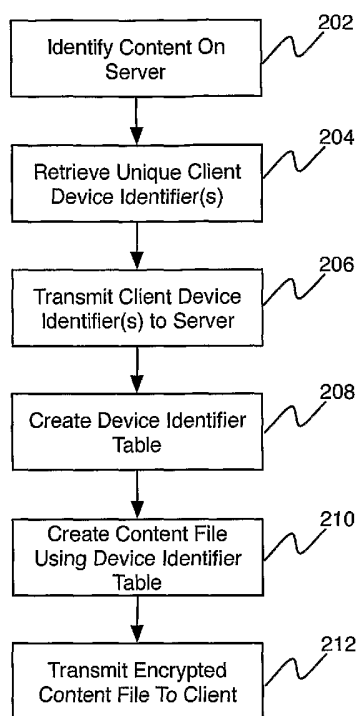 202
Identify Content On
Server
204
Retrieve Unique Client
Device Identifier(s)
206
Transmit Client Device
Identifier(s) to Server
208
Create Device Identifier
Table
210
Create Content File
Using Device Identifier
Table
212
Transmit Encrypted
Content File To Client